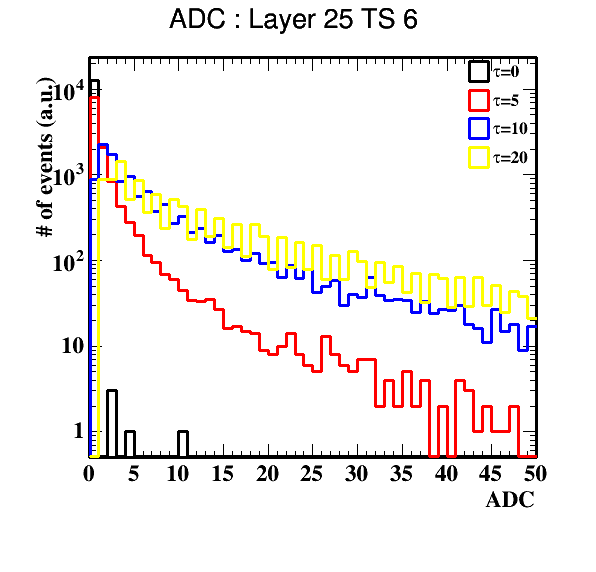 ADC : Layer 25 TS 6
# of events (a.u.)
10⁴
10³
10²
10
1
τ=0
τ=5
τ=10
τ=20
0 5 10 15 20 25 30 35 40 45 50
ADC